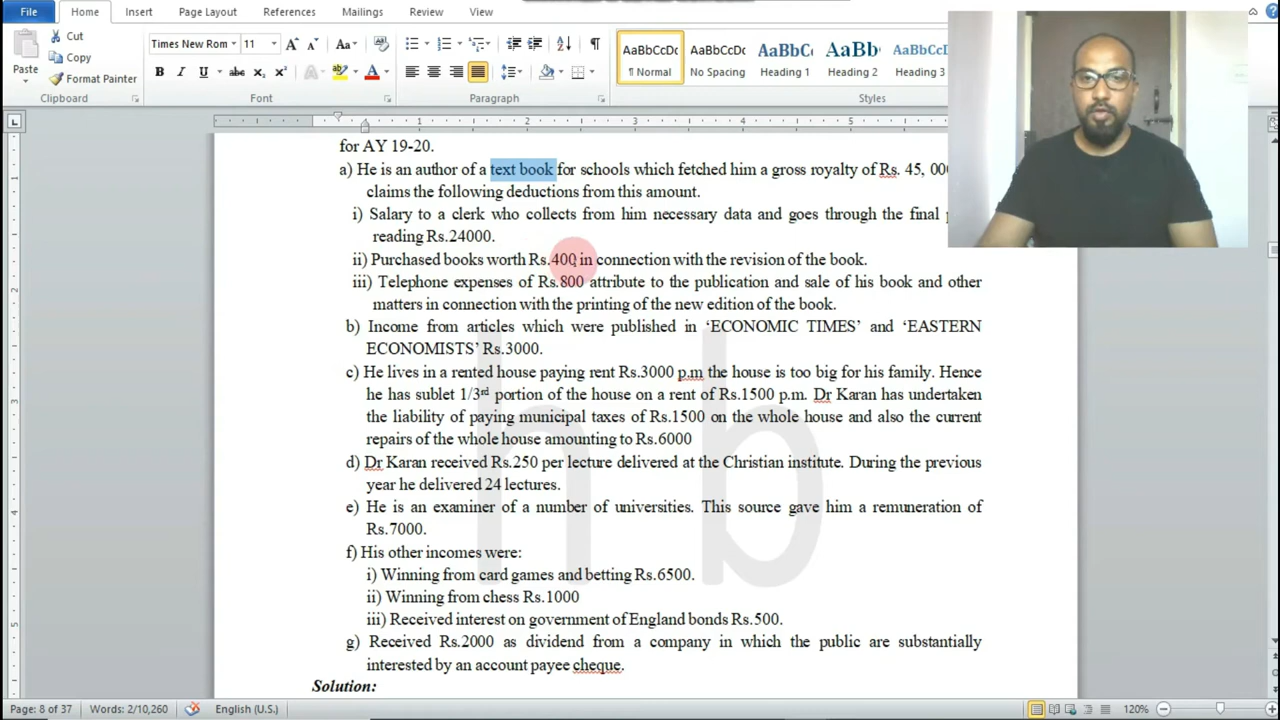 File Home Insert Page Layout References Mailings Review View
Cut
Copy
Format Painter
Paste
Clipboard
Times New Rom 11
Font
Paragraph
AaBbCcDc AaBbCcDc AaBbC AaBb AaBbCcD
¶ Normal No Spacing Heading 1 Heading 2 Heading 3
Styles
for AY 19-20.
a) He is an author of a text book for schools which fetched him a gross royalty of Rs. 45, 000
claims the following deductions from this amount.
i) Salary to a clerk who collects from him necessary data and goes through the final
reading Rs.24000.
ii) Purchased books worth Rs.400 in connection with the revision of the book.
iii) Telephone expenses of Rs.800 attribute to the publication and sale of his book and other
matters in connection with the printing of the new edition of the book.
b) Income from articles which were published in ‘ECONOMIC TIMES’ and ‘EASTERN
ECONOMISTS’ Rs.3000.
c) He lives in a rented house paying rent Rs.3000 p.m the house is too big for his family. Hence
he has sublet 1/3rd portion of the house on a rent of Rs.1500 p.m. Dr Karan has undertaken
the liability of paying municipal taxes of Rs.1500 on the whole house and also the current
repairs of the whole house amounting to Rs.6000
d) Dr Karan received Rs.250 per lecture delivered at the Christian institute. During the previous
year he delivered 24 lectures.
e) He is an examiner of a number of universities. This source gave him a remuneration of
Rs.7000.
f) His other incomes were:
i) Winning from card games and betting Rs.6500.
ii) Winning from chess Rs.1000
iii) Received interest on government of England bonds Rs.500.
g) Received Rs.2000 as dividend from a company in which the public are substantially
interested by an account payee cheque.
Solution:
h b
Page: 8 of 37 Words: 2/10,260 English (U.S.) 120%